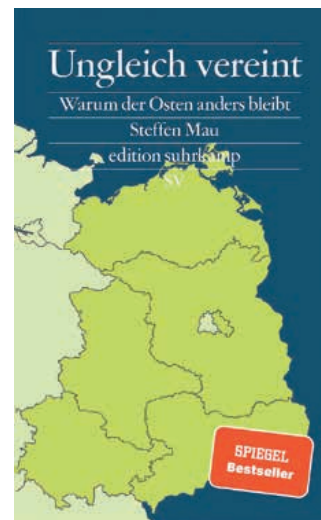 Ungleich vereint
Warum der Osten anders bleibt
Steffen Mau
edition suhrkamp
SV
SPIEGEL
Bestseller